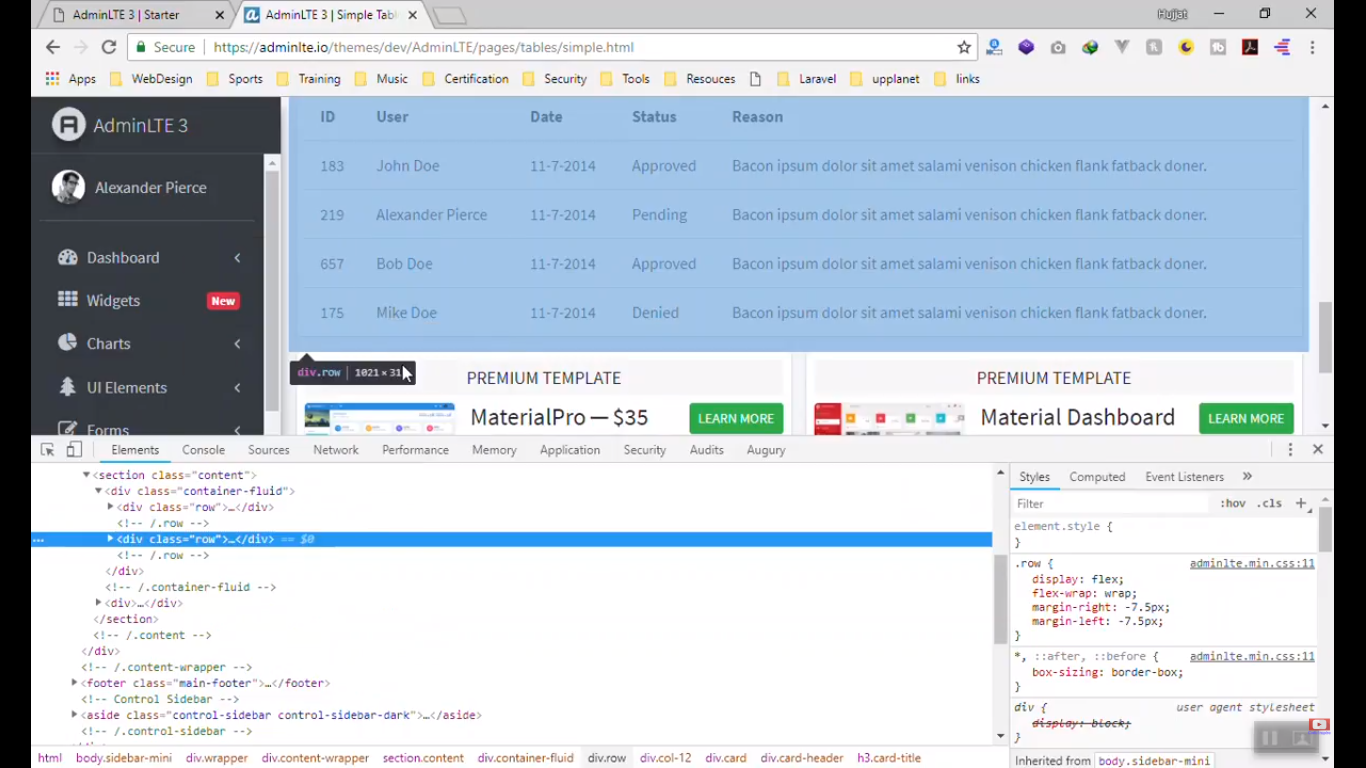 AdminLTE 3 | Starter
AdminLTE 3 | Simple Tab
Hujjat
Secure
https://adminlte.io/themes/dev/AdminLTE/pages/tables/simple.html
Apps WebDesign Sports Training Music Certification Security Tools Resouces Laravel upplanet links
AdminLTE 3
Alexander Pierce
Dashboard
Widgets New
Charts
UI Elements
Forms
ID User Date Status Reason
183 John Doe 11-7-2014 Approved Bacon ipsum dolor sit amet salami venison chicken flank fatback doner.
219 Alexander Pierce 11-7-2014 Pending Bacon ipsum dolor sit amet salami venison chicken flank fatback doner.
657 Bob Doe 11-7-2014 Approved Bacon ipsum dolor sit amet salami venison chicken flank fatback doner.
175 Mike Doe 11-7-2014 Denied Bacon ipsum dolor sit amet salami venison chicken flank fatback doner.
div.row | 1021 × 31
PREMIUM TEMPLATE
MaterialPro — $35 LEARN MORE
PREMIUM TEMPLATE
Material Dashboard LEARN MORE
Elements Console Sources Network Performance Memory Application Security Audits Augury
<section class="content">
<div class="container-fluid">
<div class="row">…</div>
<!-- /.row -->
<div class="row">…</div> == $0
<!-- /.row -->
</div>
<!-- /.container-fluid -->
<div>…</div>
</section>
<!-- /.content -->
</div>
<!-- /.content-wrapper -->
<footer class="main-footer">…</footer>
<!-- Control Sidebar -->
<aside class="control-sidebar control-sidebar-dark">…</aside>
<!-- /.control-sidebar -->
html body.sidebar-mini div.wrapper div.content-wrapper section.content div.container-fluid div.row div.col-12 div.card div.card-header h3.card-title
Styles Computed Event Listeners »
Filter :hov .cls +
element.style {
}
.row { adminlte.min.css:11
display: flex;
flex-wrap: wrap;
margin-right: -7.5px;
margin-left: -7.5px;
}
*, ::after, ::before { adminlte.min.css:11
box-sizing: border-box;
}
div { user agent stylesheet
display: block;
}
Inherited from body.sidebar-mini